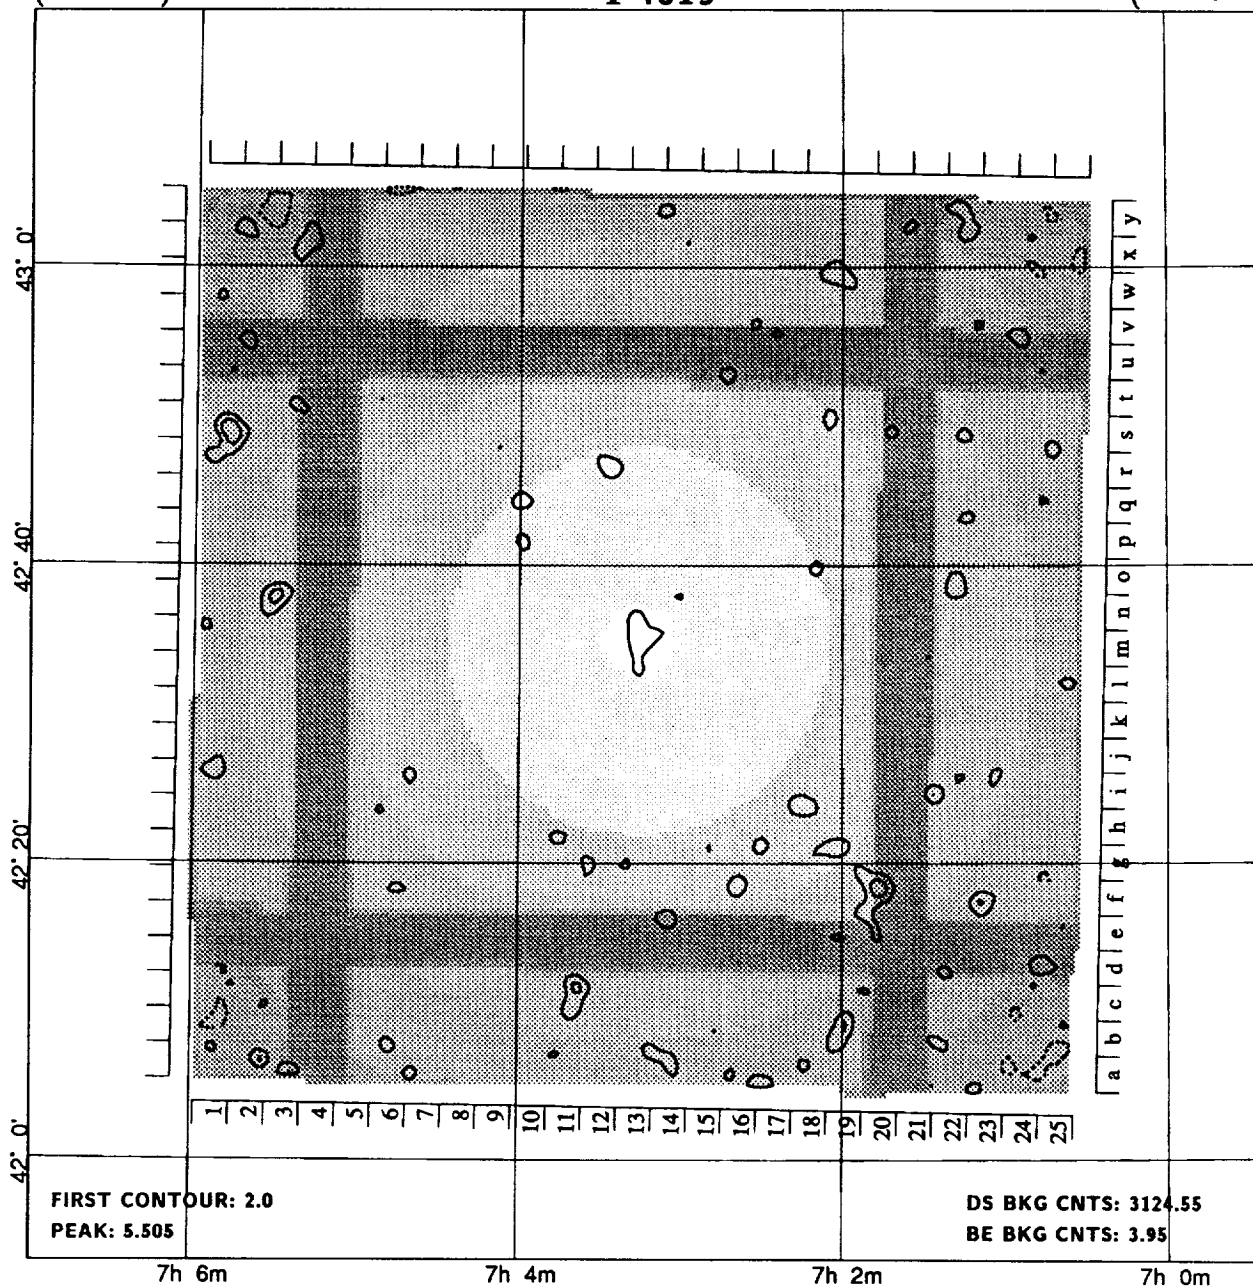 43° 0'
42° 40'
42° 20'
42° 0'
y
x
w
v
u
t
s
r
q
p
o
n
m
l
k
j
i
h
g
f
e
d
c
b
a
1 2 3 4 5 6 7 8 9 10 11 12 13 14 15 16 17 18 19 20 21 22 23 24 25
FIRST CONTOUR: 2.0
PEAK: 5.505
DS BKG CNTS: 3124.55
BE BKG CNTS: 3.95
7h 6m 7h 4m 7h 2m 7h 0m